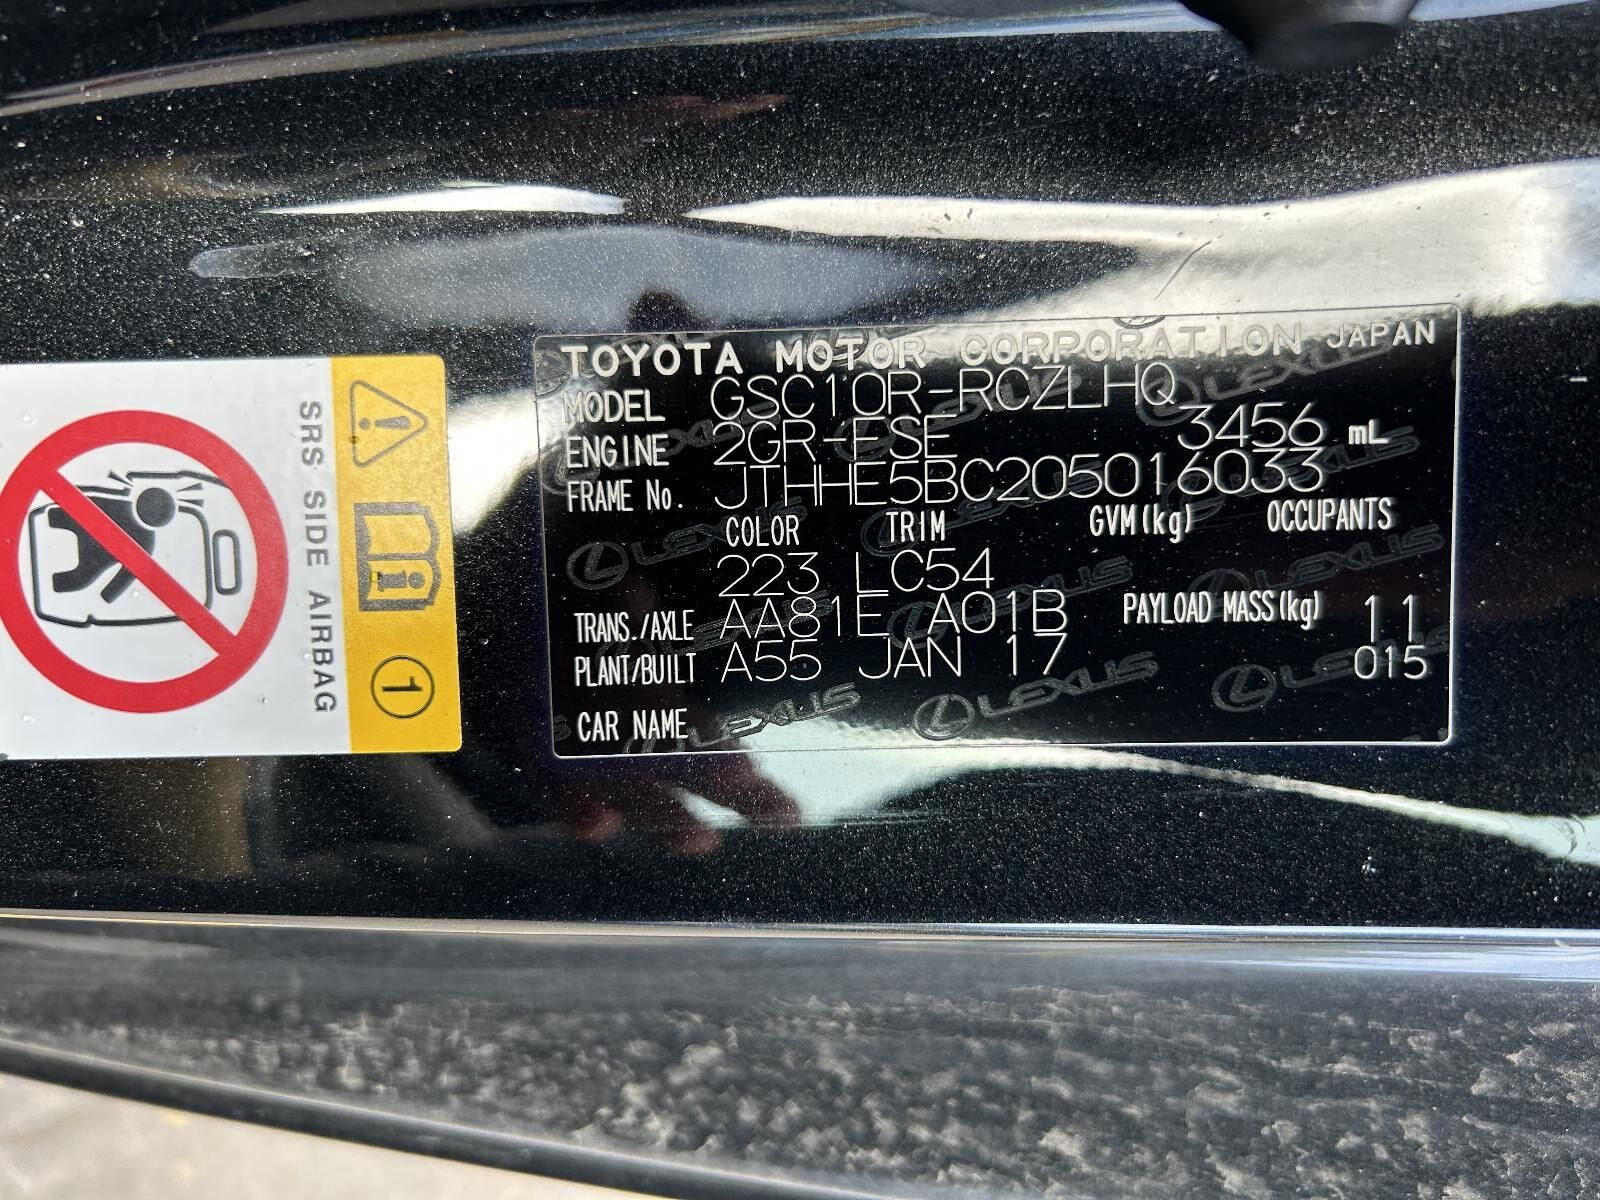 SRS SIDE AIRBAG
1
TOYOTA MOTOR CORPORATION JAPAN
MODEL GSC10R-RCZLHQ
ENGINE 2GR-FSE 3456 mL
FRAME No. JTHHE5BC205016033
COLOR TRIM GVM(kg) OCCUPANTS
223 LC54
TRANS./AXLE AA81E A01B PAYLOAD MASS(kg) 11
PLANT/BUILT A55 JAN 17 015
CAR NAME
LEXUS